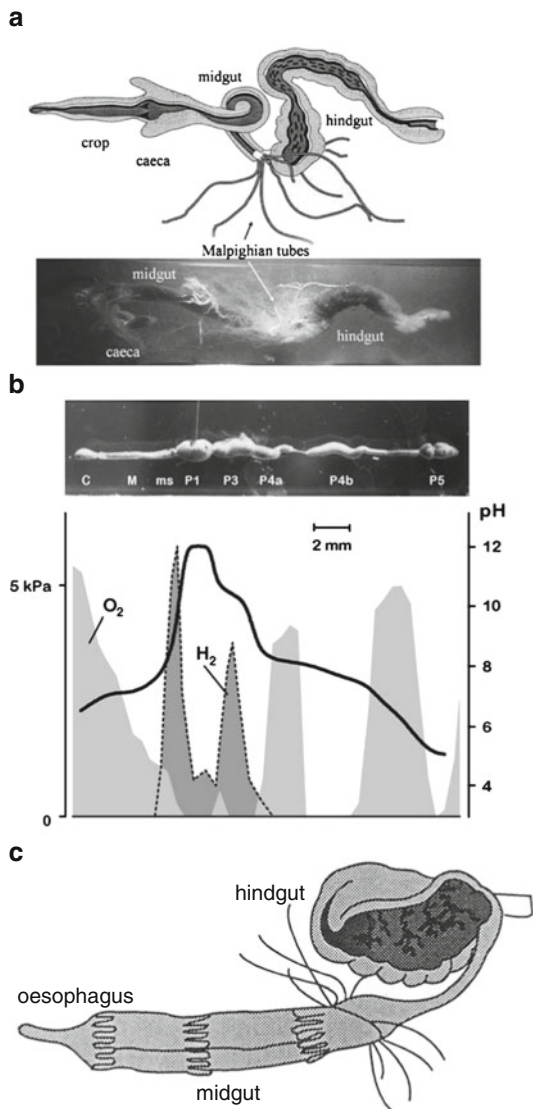 a
midgut
crop
caeca
hindgut
Malpighian tubes
midgut
caeca
hindgut
b
C M ms P1 P3 P4a P4b P5
pH
2 mm
12
5 kPa
O2
10
H2
8
6
4
0
c
hindgut
oesophagus
midgut